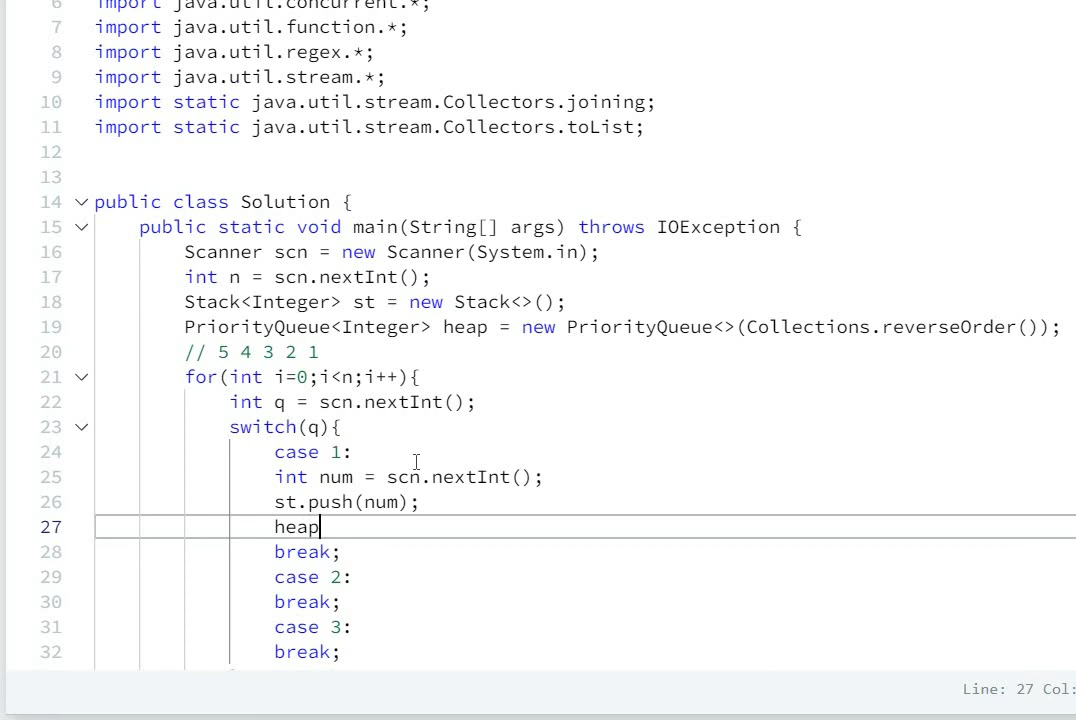 6 import java.util.concurrent.*;
7 import java.util.function.*;
8 import java.util.regex.*;
9 import java.util.stream.*;
10 import static java.util.stream.Collectors.joining;
11 import static java.util.stream.Collectors.toList;
12
13
14 public class Solution {
15 public static void main(String[] args) throws IOException {
16 Scanner scn = new Scanner(System.in);
17 int n = scn.nextInt();
18 Stack<Integer> st = new Stack<>();
19 PriorityQueue<Integer> heap = new PriorityQueue<>(Collections.reverseOrder());
20 // 5 4 3 2 1
21 for(int i=0;i<n;i++){
22 int q = scn.nextInt();
23 switch(q){
24 case 1:
25 int num = scn.nextInt();
26 st.push(num);
27 heap
28 break;
29 case 2:
30 break;
31 case 3:
32 break;
Line: 27 Col: